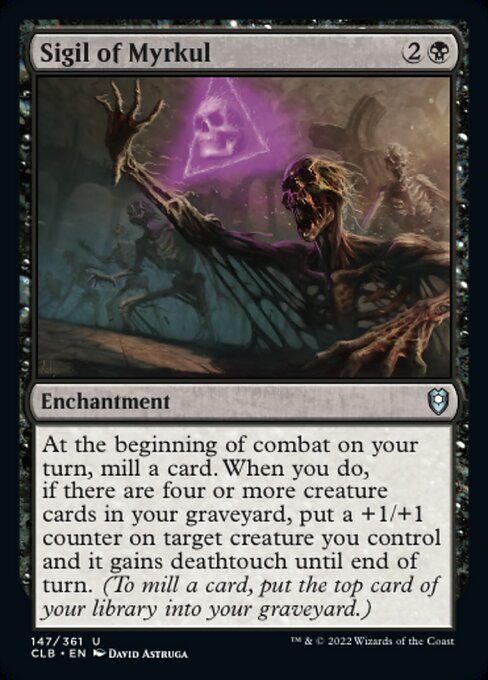 Sigil of Myrkul 2
Enchantment
At the beginning of combat on your
turn, mill a card. When you do,
if there are four or more creature
cards in your graveyard, put a +1/+1
counter on target creature you control
and it gains deathtouch until end of
turn. (To mill a card, put the top card of
your library into your graveyard.)
147/361 U
™ & © 2022 Wizards of the Coast
CLB • EN David Astruga